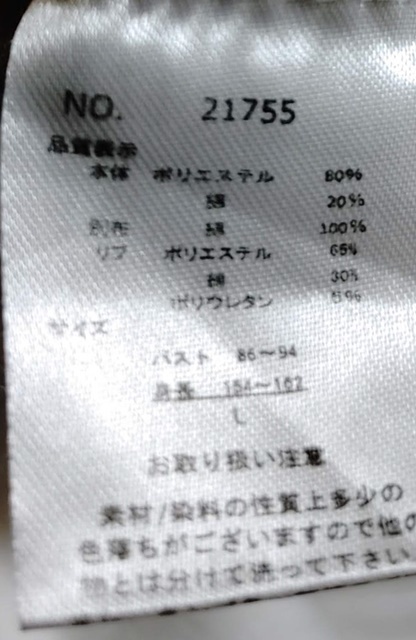 NO. 21755
品質表示
本体 ポリエステル 80%
綿 20%
別布 綿 100%
リブ ポリエステル 65%
綿 30%
ポリウレタン 5%
サイズ
バスト 86～94
身長 154～162
L
お取り扱い注意
素材/染料の性質上多少の
色落ちがございますので他の
物とは分けて洗って下さい